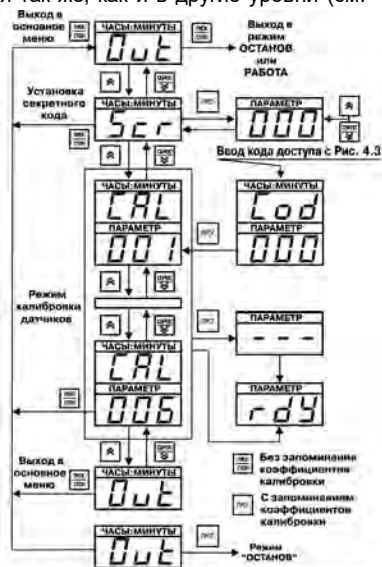 я так же, как и в другие уровни (см.
Выход в
основное
меню
ЧАСЫ:МИНУТЫ
Out
Выход в
режим
ОСТАНОВ
или
РАБОТА
Установка
секретного
кода
ЧАСЫ:МИНУТЫ
Scr
ПАРАМЕТР
000
Ввод кода доступа с Рис. 4.3
ЧАСЫ:МИНУТЫ
CAL
ПАРАМЕТР
001
ЧАСЫ:МИНУТЫ
Cod
ПАРАМЕТР
000
Режим
калибровки
датчиков
ЧАСЫ:МИНУТЫ
CAL
ПАРАМЕТР
006
ПАРАМЕТР
---
ПАРАМЕТР
rdY
Выход в
основное
меню
ЧАСЫ:МИНУТЫ
Out
Без запоминания
коэффициентов
калибровки
С запоминанием
коэффициентов
калибровки
ЧАСЫ:МИНУТЫ
Out
Режим
"ОСТАНОВ"